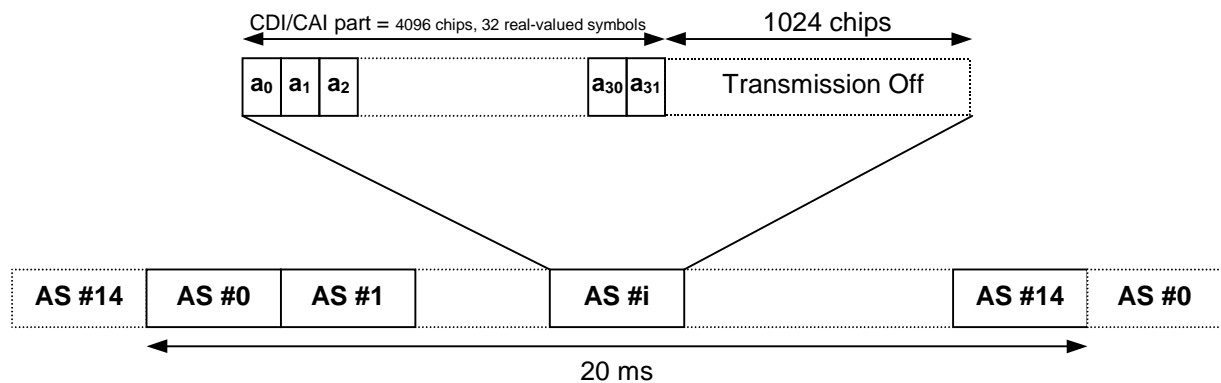 CDI/CAI part = 4096 chips, 32 real-valued symbols
1024 chips
a0 a1 a2 a30 a31 Transmission Off
AS #14 AS #0 AS #1 AS #i AS #14 AS #0
20 ms